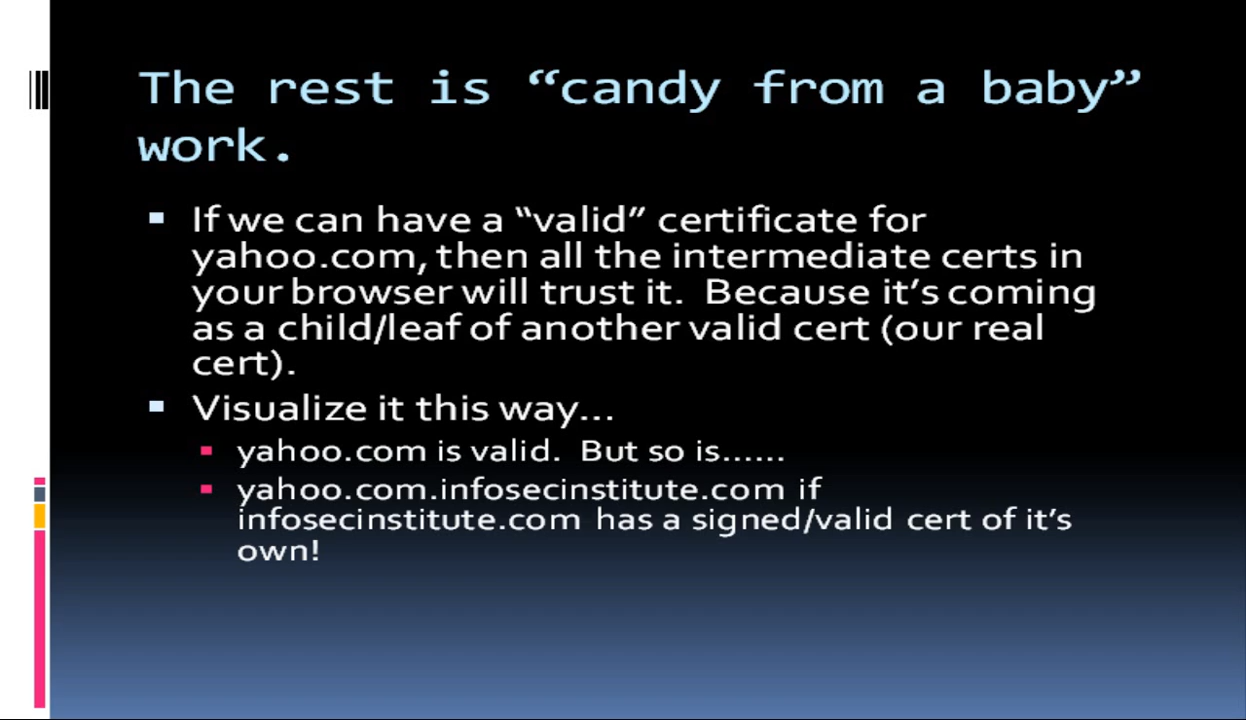 The rest is “candy from a baby”
work.
If we can have a “valid” certificate for
yahoo.com, then all the intermediate certs in
your browser will trust it.  Because it’s coming
as a child/leaf of another valid cert (our real
cert).
Visualize it this way…
yahoo.com is valid.  But so is……
yahoo.com.infosecinstitute.com if
infosecinstitute.com has a signed/valid cert of it’s
own!